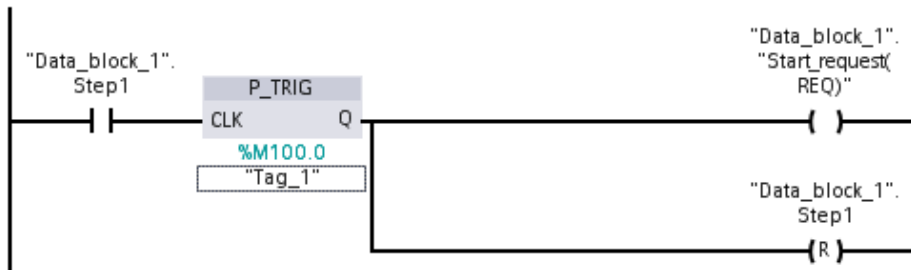 "Data_block_1".
"Start_request(
REQ)"
"Data_block_1".
Step1
P_TRIG
CLK Q
%M100.0
"Tag_1"
"Data_block_1".
Step1
R